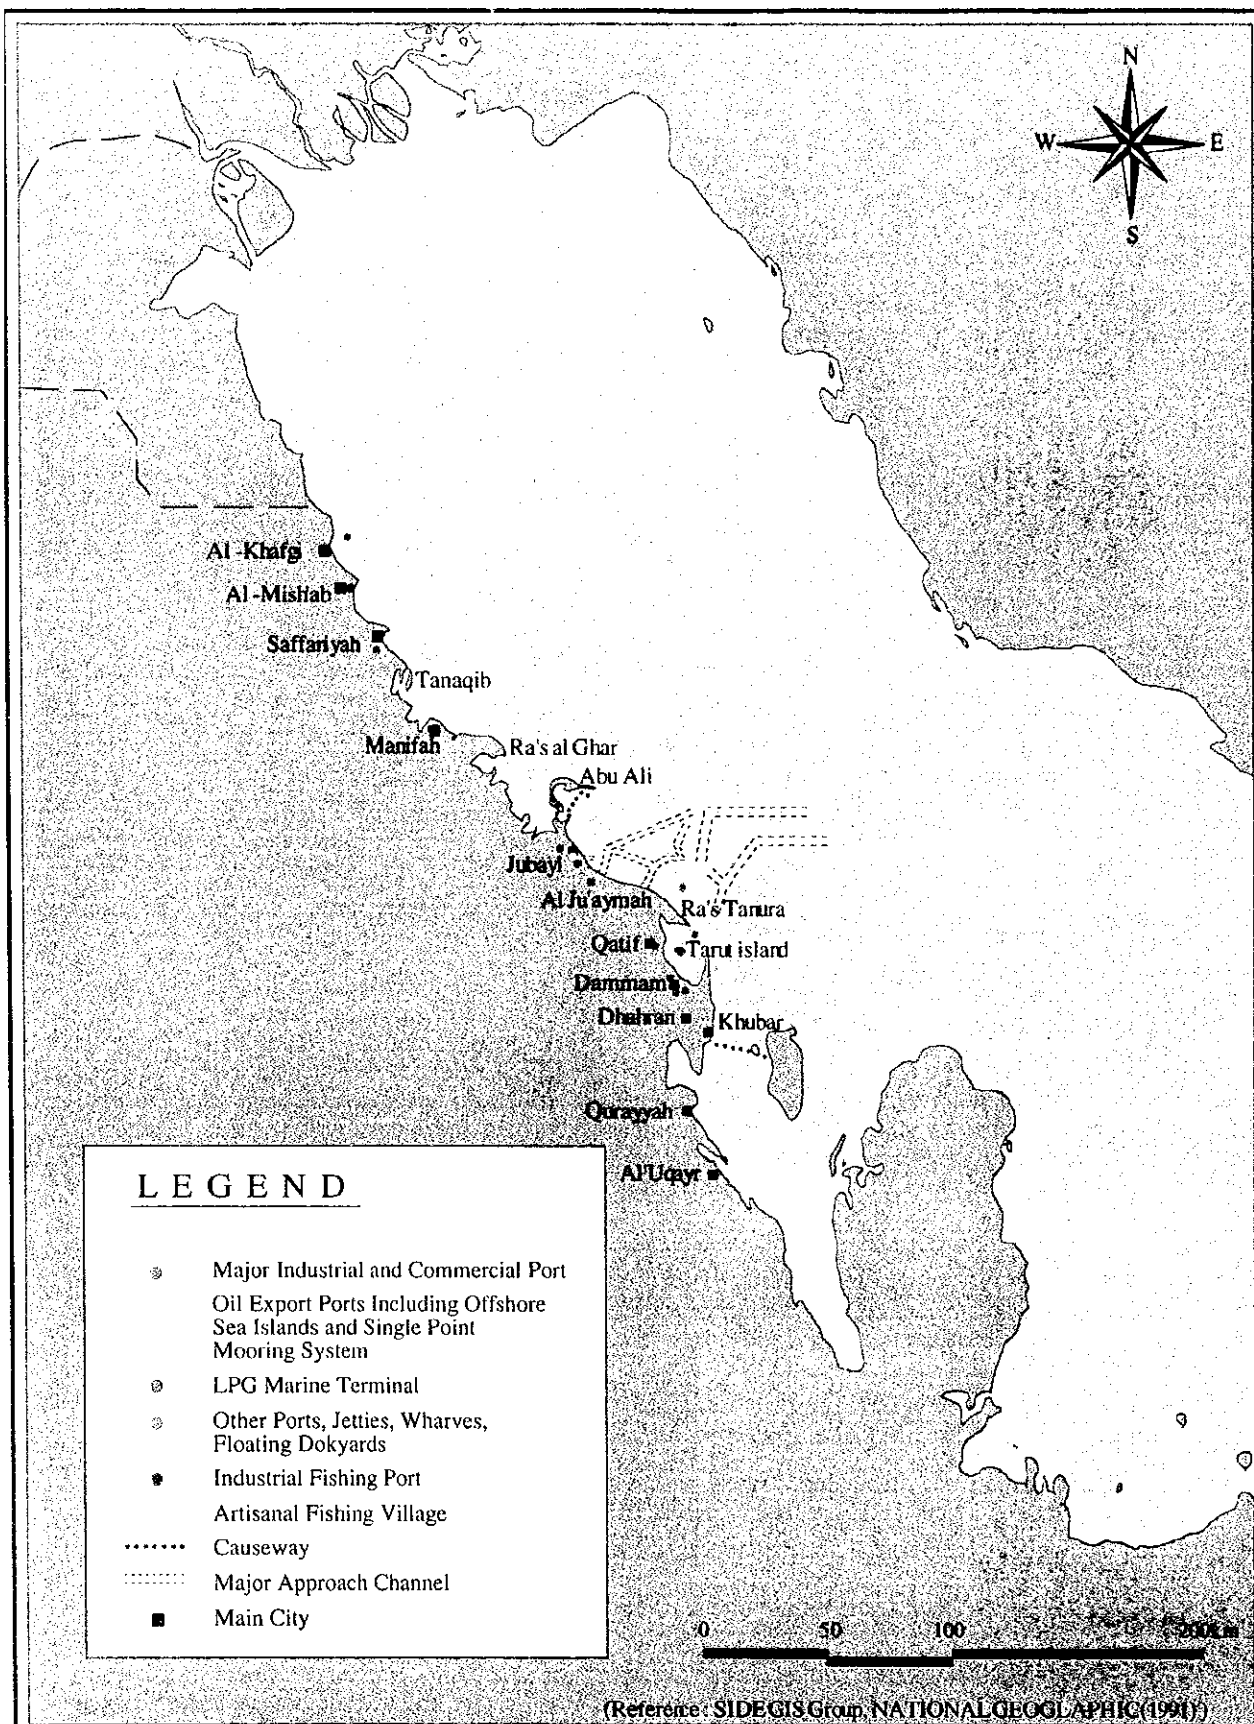 N
W E
S
Al -Khafgi
Al -Mishab
Saffariyah
Tanaqib
Manifah
Ra's al Ghar
Abu Ali
Jubayl
Al Ju'aymah
Ra's Tanura
Qatif
Tarut island
Dammam
Dhahran
Khubar
Qurayyah
Al'Uqayr
LEGEND
Major Industrial and Commercial Port
Oil Export Ports Including Offshore
Sea Islands and Single Point
Mooring System
LPG Marine Terminal
Other Ports, Jetties, Wharves,
Floating Dokyards
Industrial Fishing Port
Artisanal Fishing Village
Causeway
Major Approach Channel
Main City
0 50 100 200km
(Reference : SIDEGIS Group, NATIONAL GEOGLAPHIC(1991))